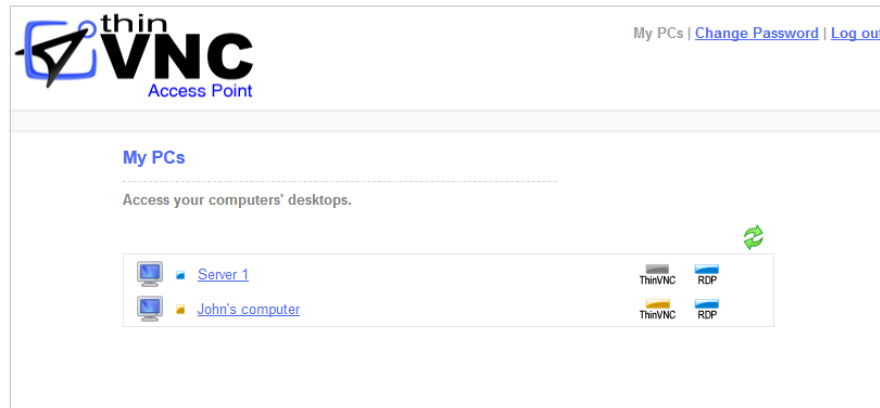 thin
VNC
Access Point
My PCs | Change Password | Log out
My PCs
Access your computers' desktops.
Server 1
ThinVNC RDP
John's computer
ThinVNC RDP